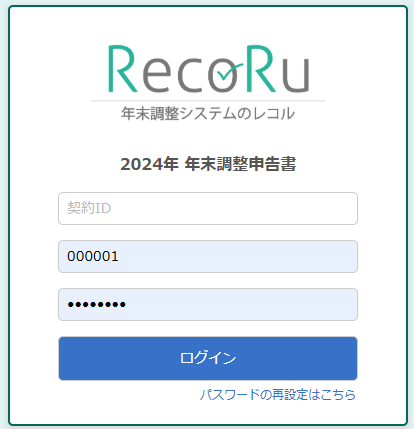 RecoRu
年末調整システムのレコル
2024年 年末調整申告書
契約ID
000001
••••••••
ログイン
パスワードの再設定はこちら